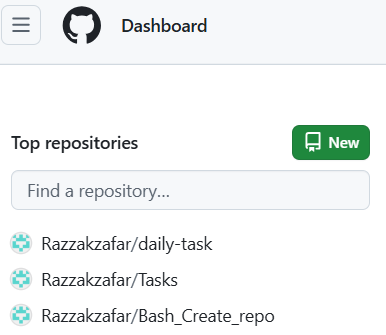 Dashboard
Top repositories
New
Find a repository...
Razzakzafar/daily-task
Razzakzafar/Tasks
Razzakzafar/Bash_Create_repo